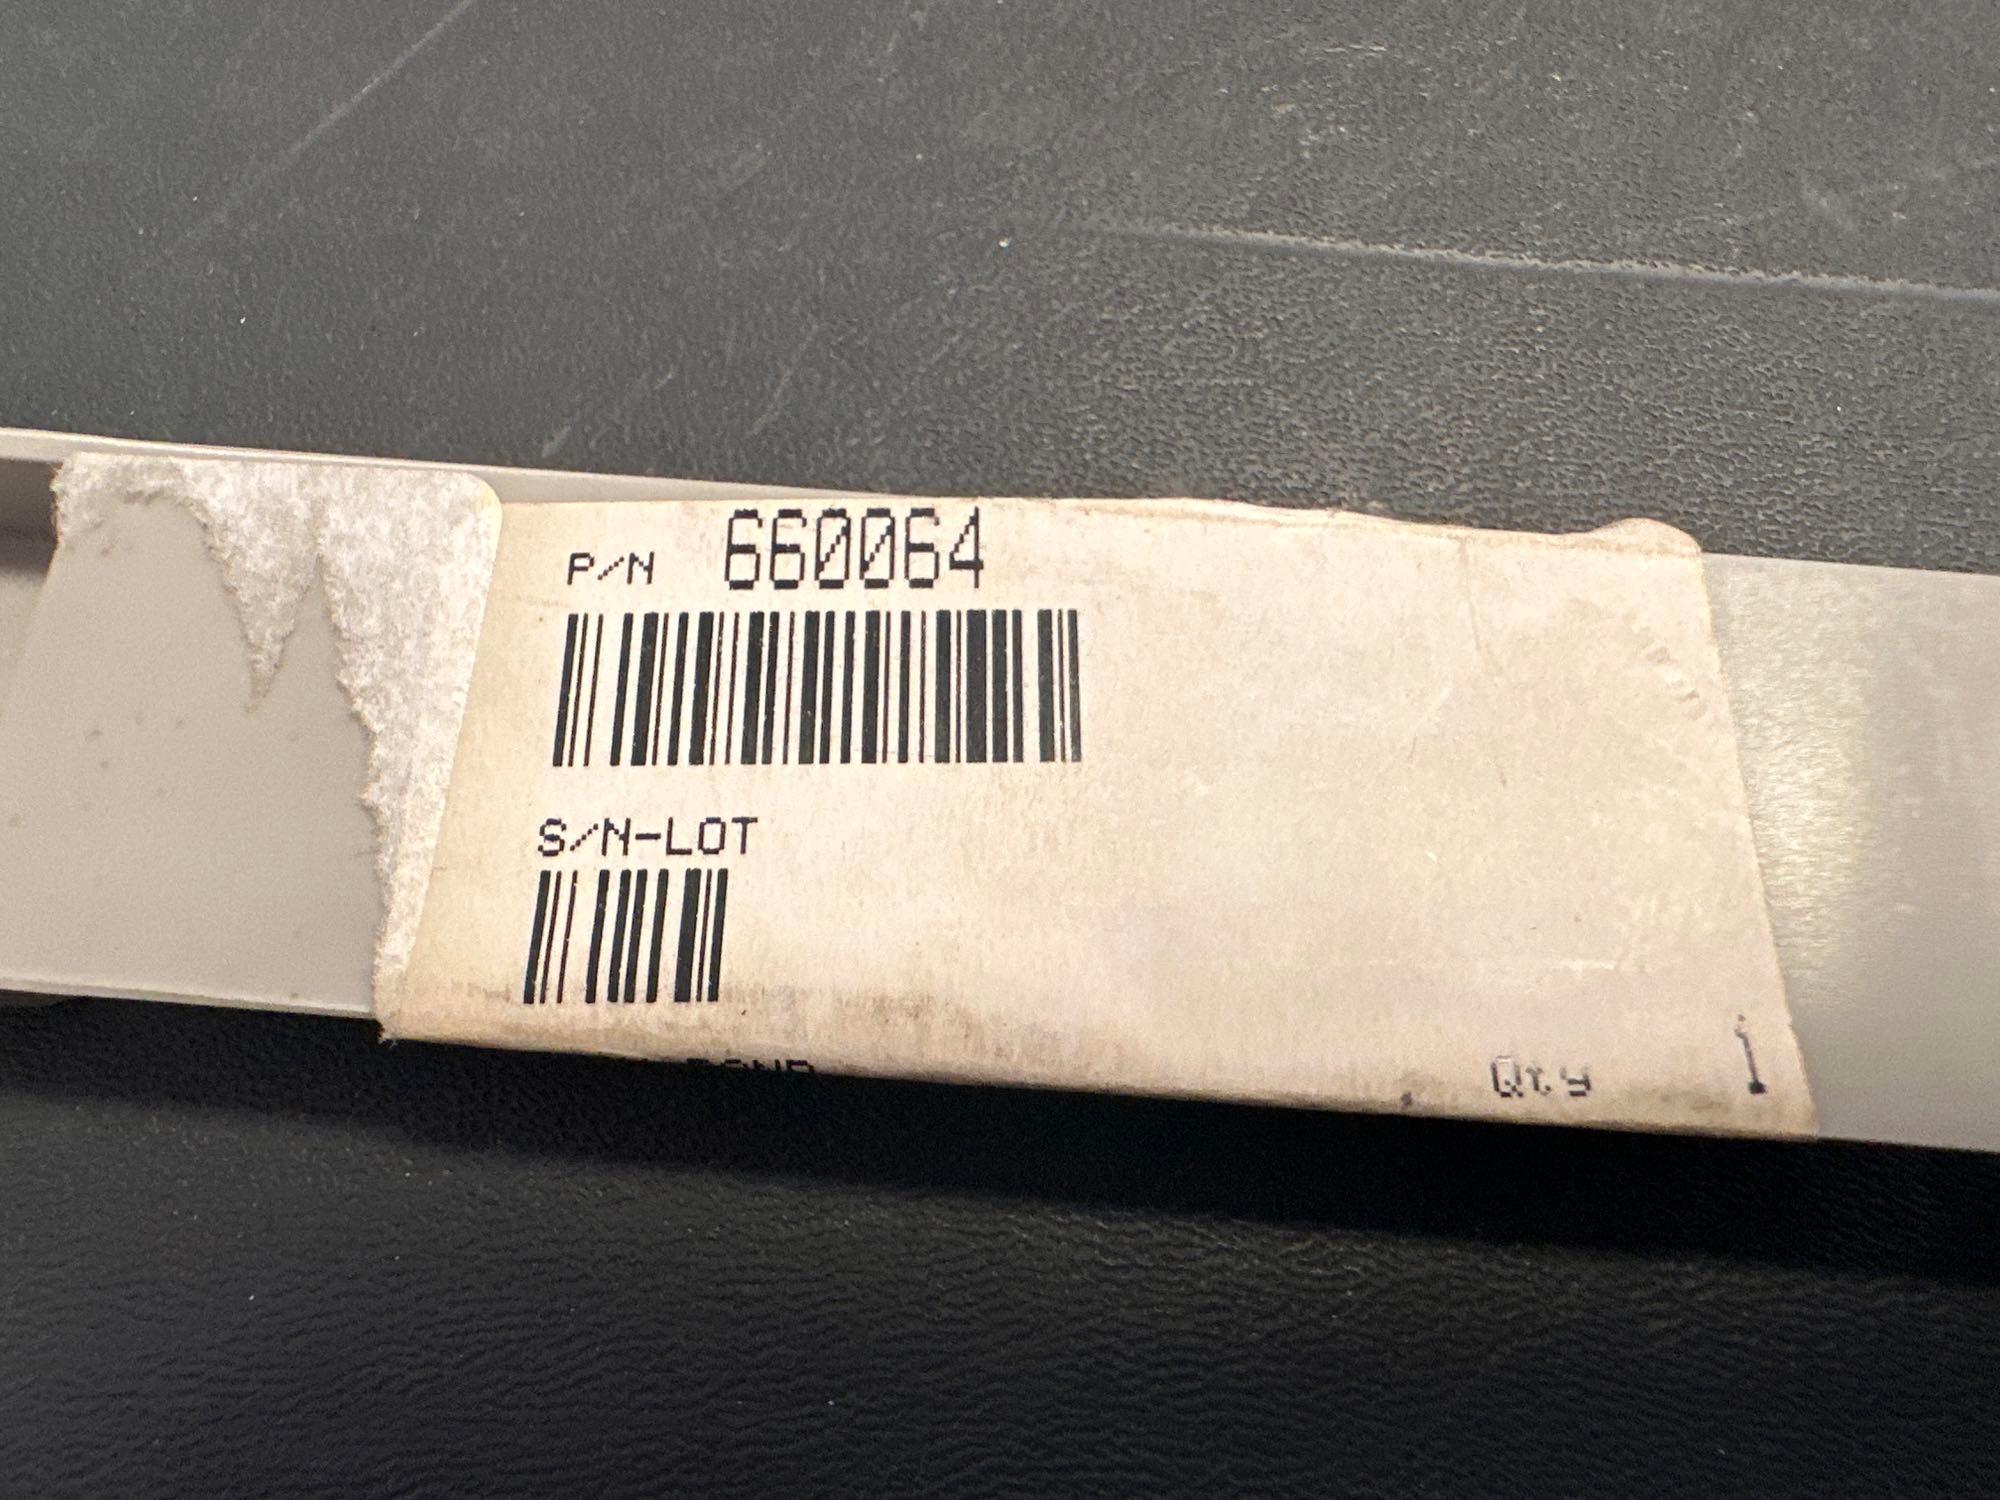 P/N 660064
S/N-LOT
Qty 1